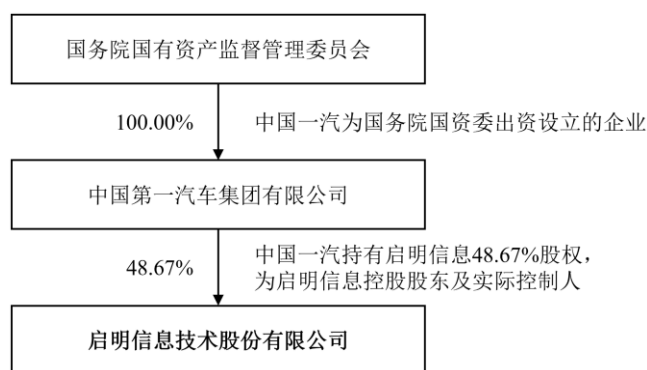 国务院国有资产监督管理委员会
100.00%
中国一汽为国务院国资委出资设立的企业
中国第一汽车集团有限公司
48.67%
中国一汽持有启明信息48.67%股权，
为启明信息控股股东及实际控制人
启明信息技术股份有限公司